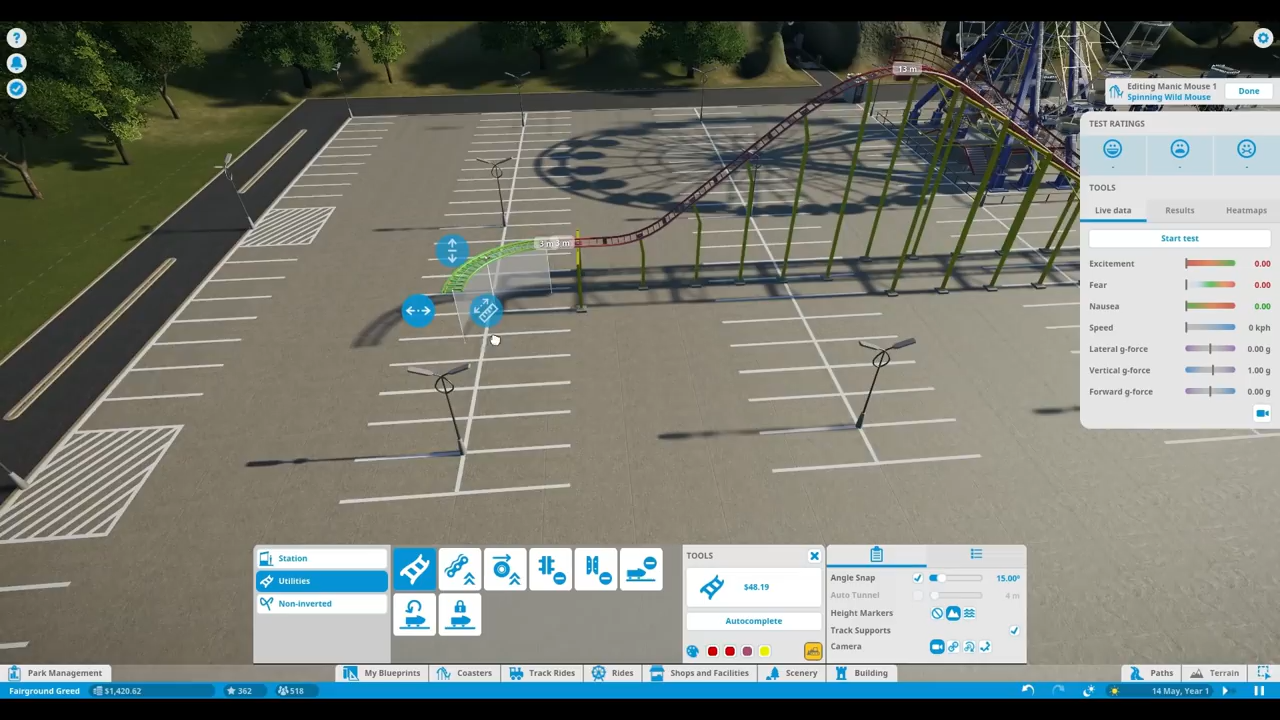 13 m
Editing Manic Mouse 1
Spinning Wild Mouse
Done
TEST RATINGS
- - -
TOOLS
Live data Results Heatmaps
3 m
Start test
Excitement 0.00
Fear 0.00
Nausea 0.00
Speed 0 kph
Lateral g-force 0.00 g
Vertical g-force 1.00 g
Forward g-force 0.00 g
Station
Utilities
Non-inverted
TOOLS
$48.19
Autocomplete
Angle Snap 15.00°
Auto Tunnel 4 m
Height Markers
Track Supports
Camera
Park Management
My Blueprints
Coasters
Track Rides
Rides
Shops and Facilities
Scenery
Building
Paths
Terrain
Fairground Greed $1,420.62 362 518
14 May, Year 1